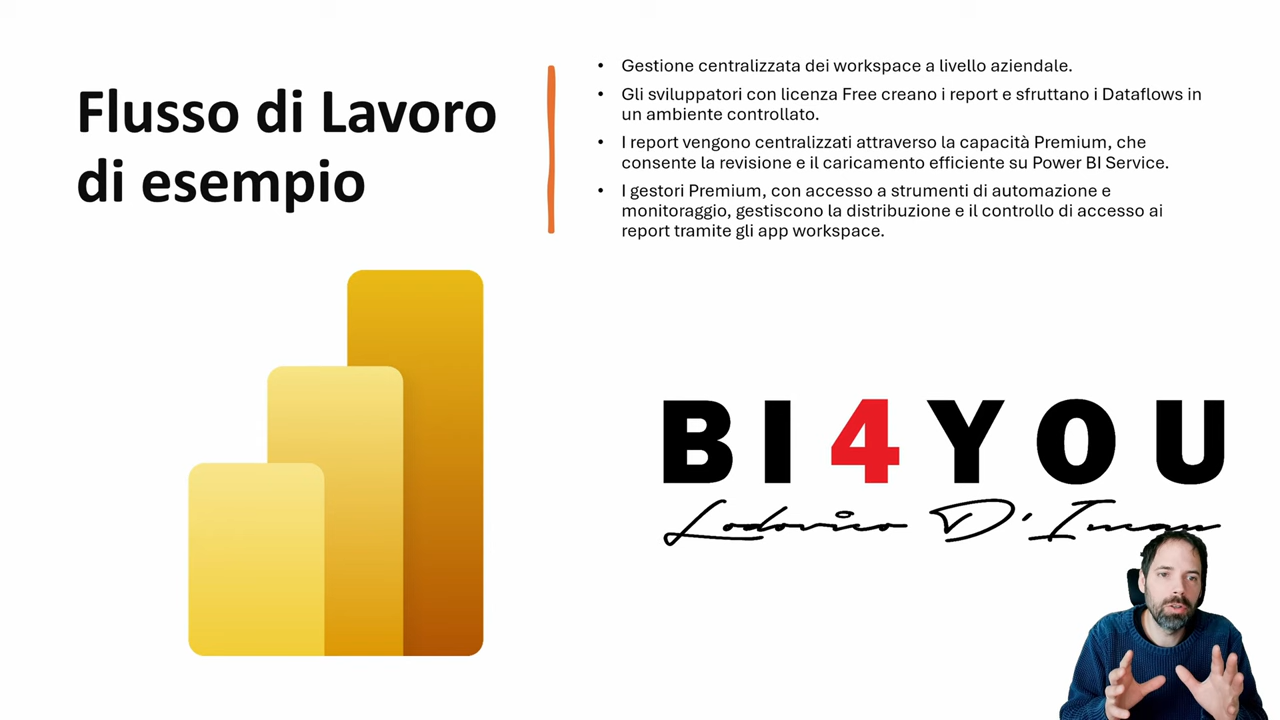 Flusso di Lavoro
di esempio
• Gestione centralizzata dei workspace a livello aziendale.
• Gli sviluppatori con licenza Free creano i report e sfruttano i Dataflows in
un ambiente controllato.
• I report vengono centralizzati attraverso la capacità Premium, che
consente la revisione e il caricamento efficiente su Power BI Service.
• I gestori Premium, con accesso a strumenti di automazione e
monitoraggio, gestiscono la distribuzione e il controllo di accesso ai
report tramite gli app workspace.
BI4YOU
Lodovico